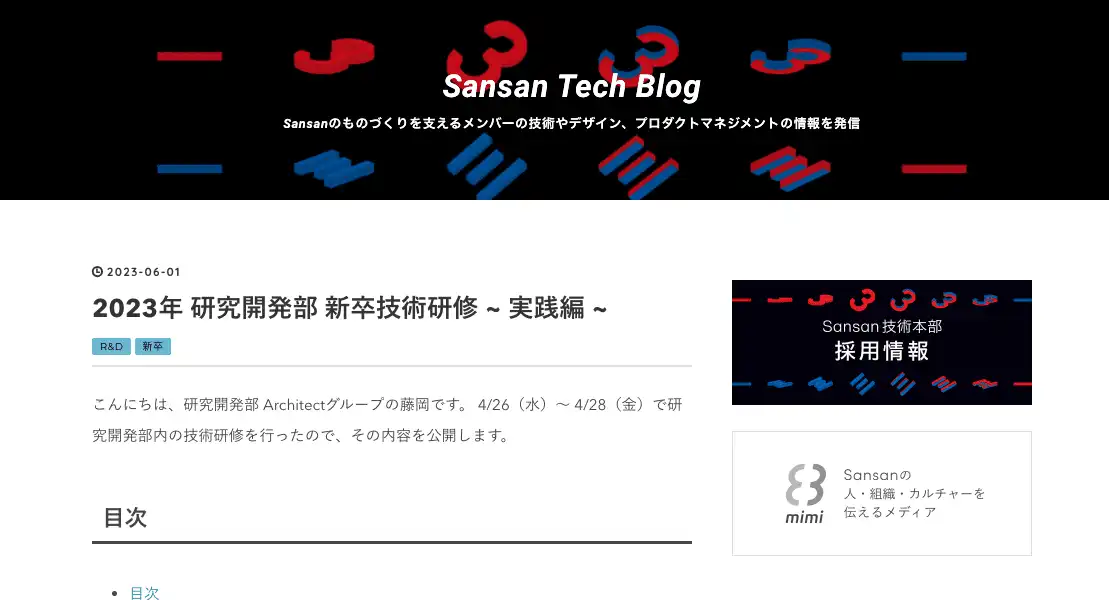 Sansan Tech Blog
Sansanのものづくりを支えるメンバーの技術やデザイン、プロダクトマネジメントの情報を発信
2023-06-01
2023年 研究開発部 新卒技術研修 ~ 実践編 ~
R&D 新卒
こんにちは、研究開発部 Architectグループの藤岡です。 4/26（水）〜 4/28（金）で研
究開発部内の技術研修を行ったので、その内容を公開します。
目次
目次
Sansan 技術本部
採用情報
Sansanの
人・組織・カルチャーを
伝えるメディア
mimi